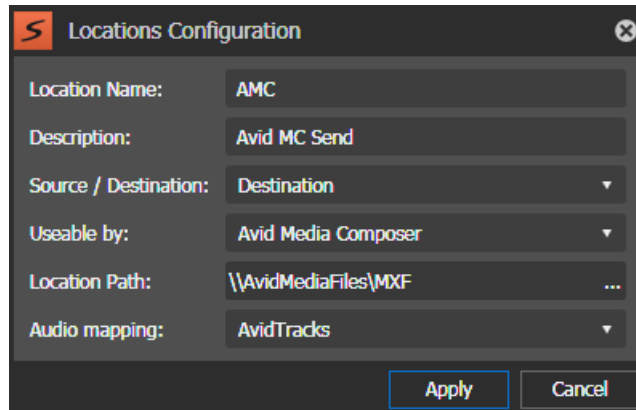 Locations Configuration
Location Name: AMC
Description: Avid MC Send
Source / Destination: Destination
Useable by: Avid Media Composer
Location Path: \\AvidMediaFiles\MXF ...
Audio mapping: AvidTracks
Apply Cancel